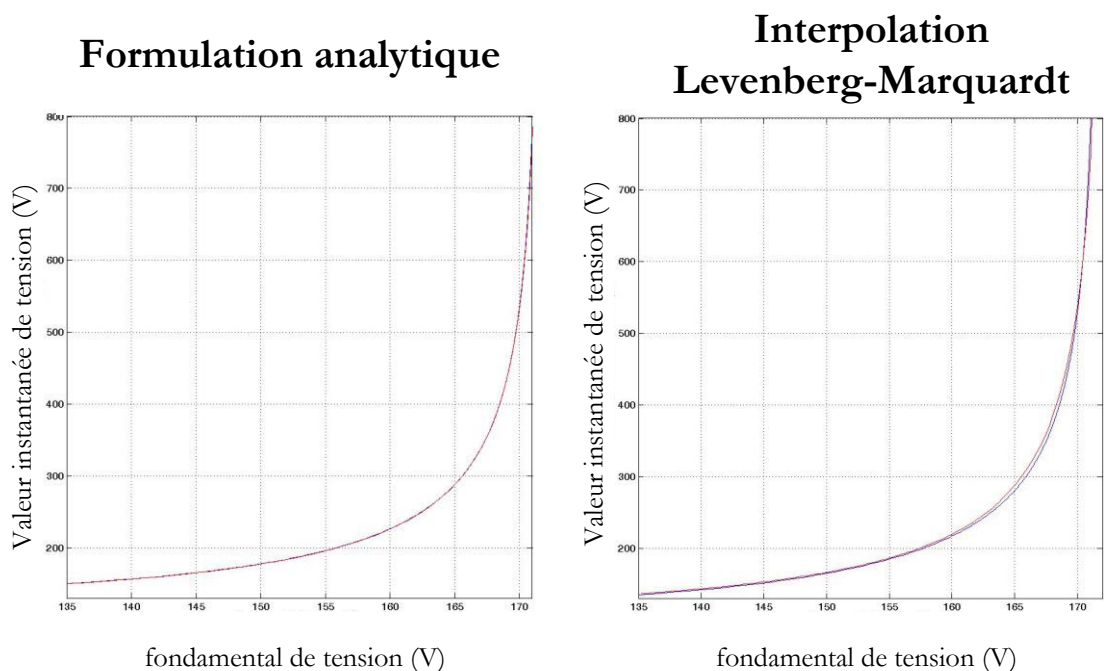 Formulation analytique
Interpolation
Levenberg-Marquardt
Valeur instantanée de tension (V)
800
700
600
500
400
300
200
135 140 145 150 155 160 165 170
fondamental de tension (V)
Valeur instantanée de tension (V)
800
700
600
500
400
300
200
135 140 145 150 155 160 165 170
fondamental de tension (V)